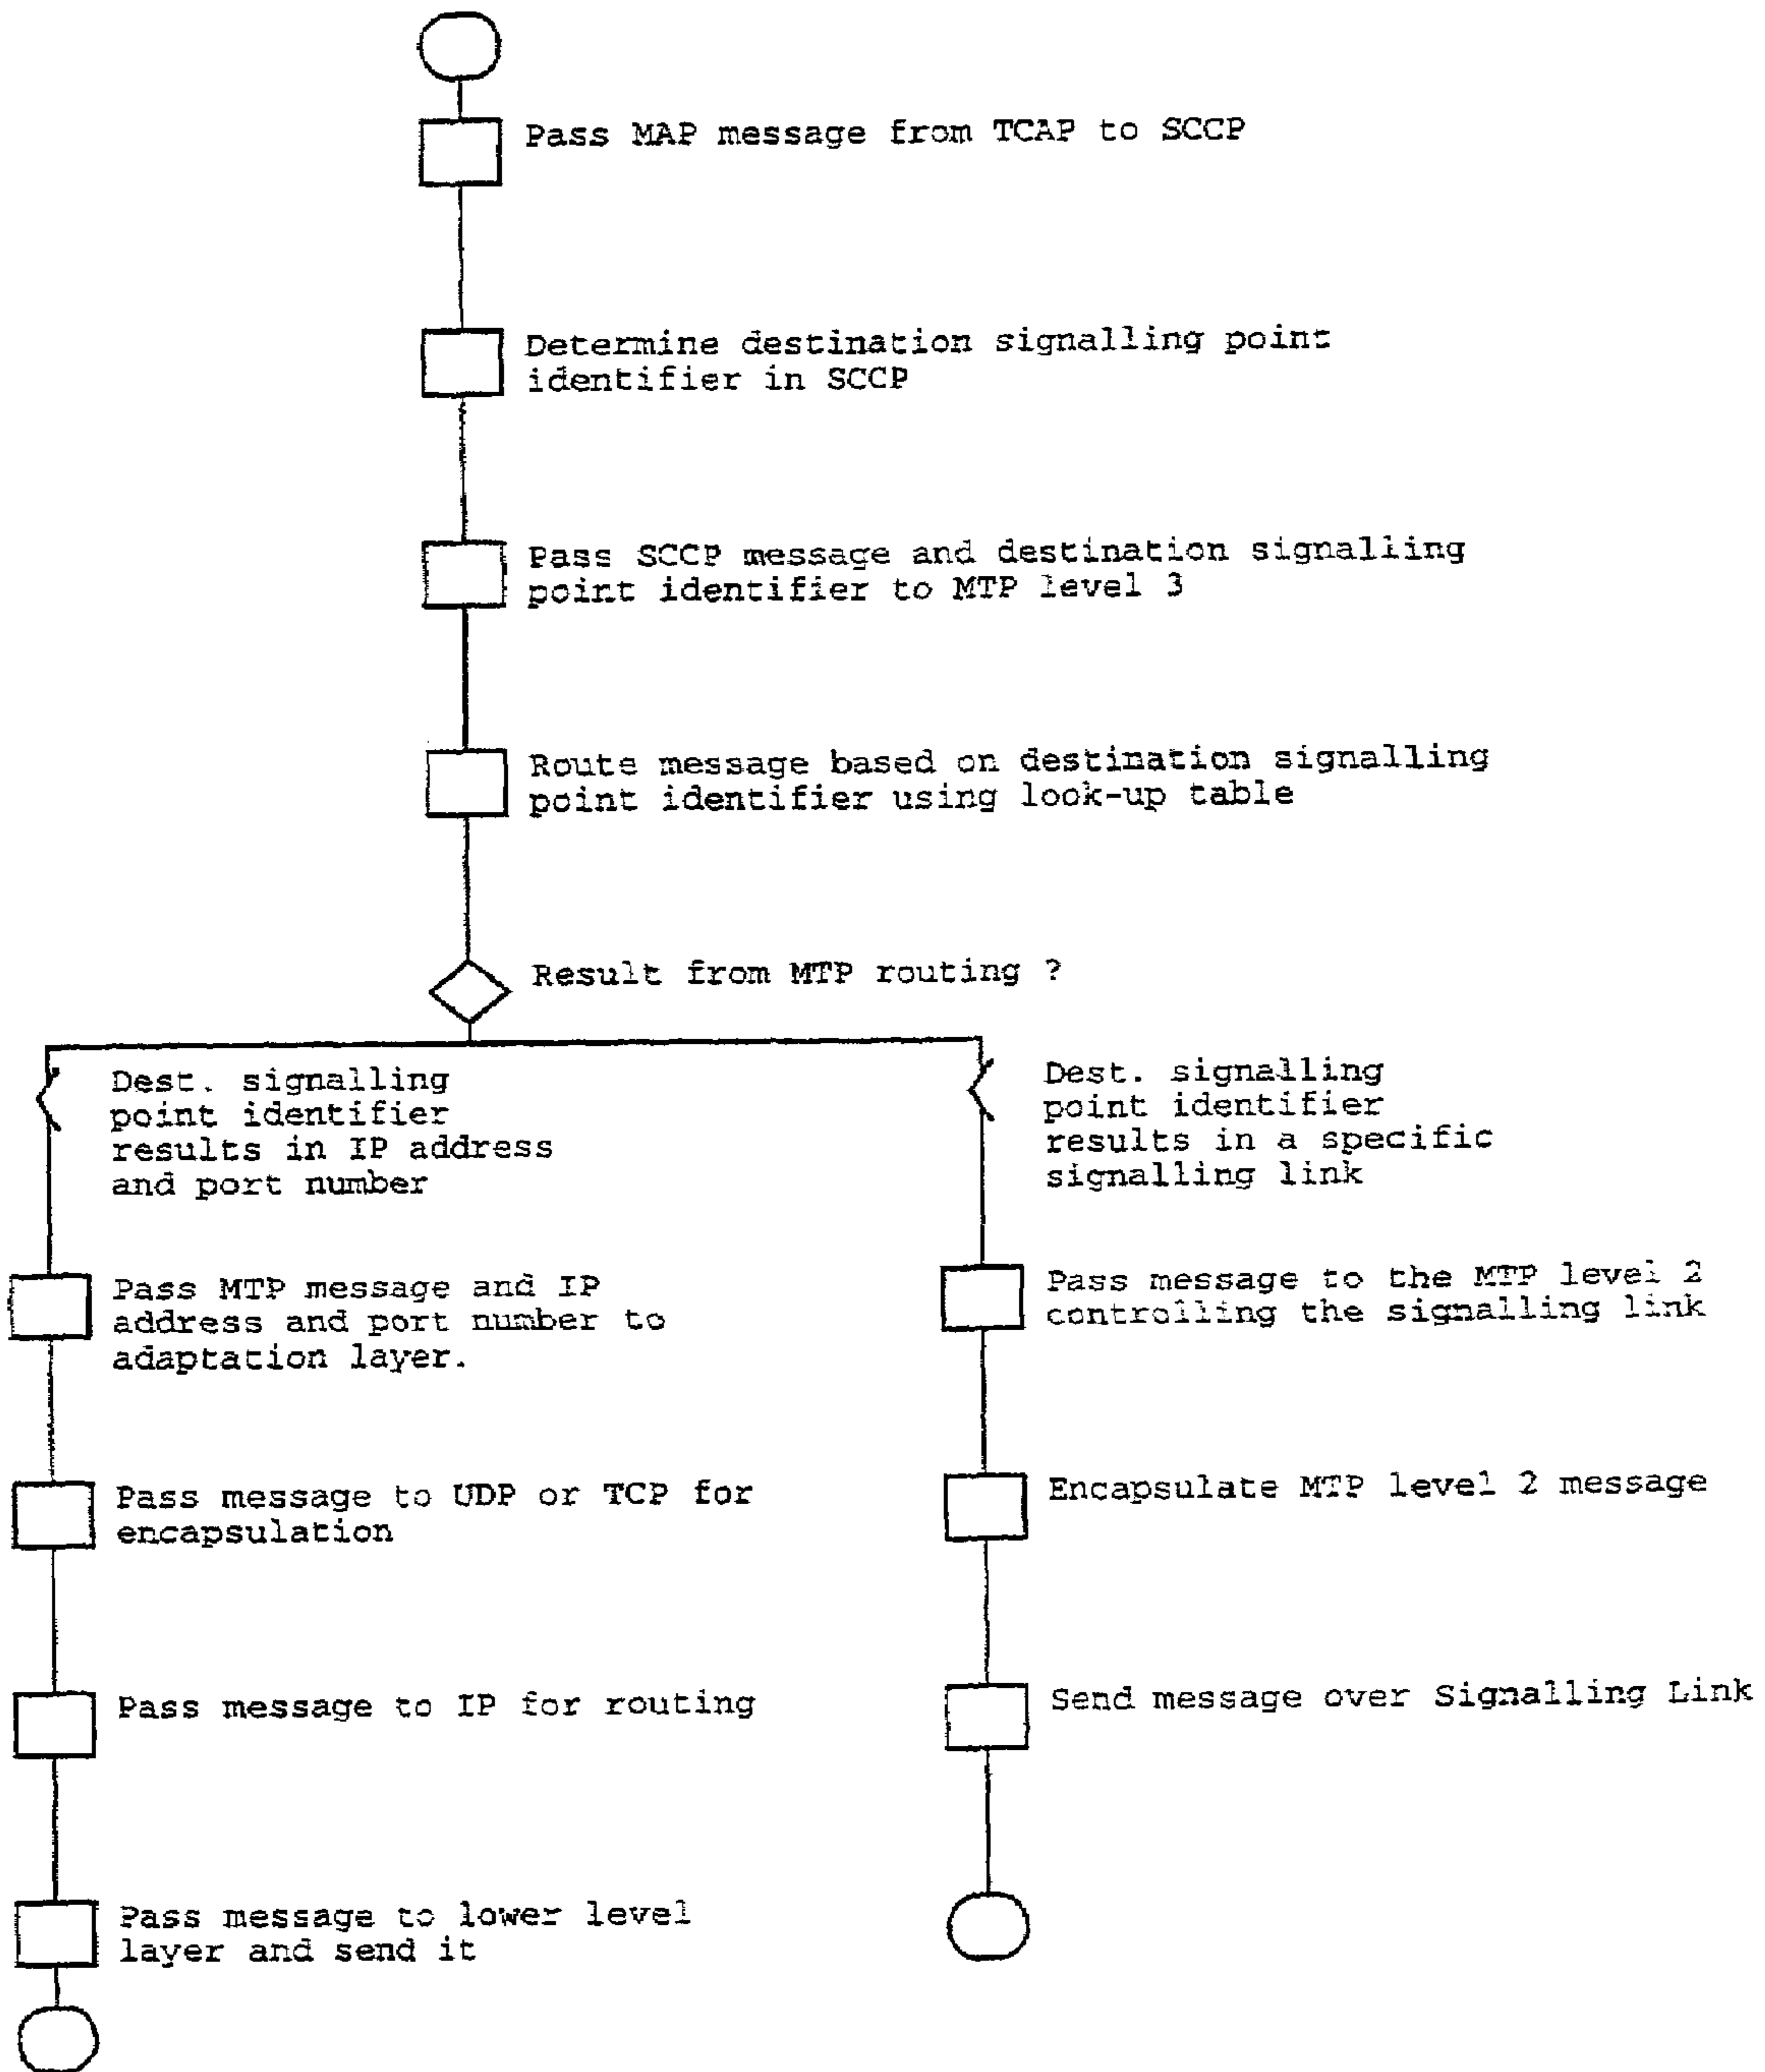 Pass MAP message from TCAP to SCCP
Determine destination signalling point
identifier in SCCP
Pass SCCP message and destination signalling
point identifier to MTP level 3
Route message based on destination signalling
point identifier using look-up table
Result from MTP routing ?
Dest. signalling
point identifier
results in IP address
and port number
Pass MTP message and IP
address and port number to
adaptation layer.
Pass message to UDP or TCP for
encapsulation
Pass message to IP for routing
Pass message to lower level
layer and send it
Dest. signalling
point identifier
results in a specific
signalling link
Pass message to the MTP level 2
controlling the signalling link
Encapsulate MTP level 2 message
Send message over Signalling Link